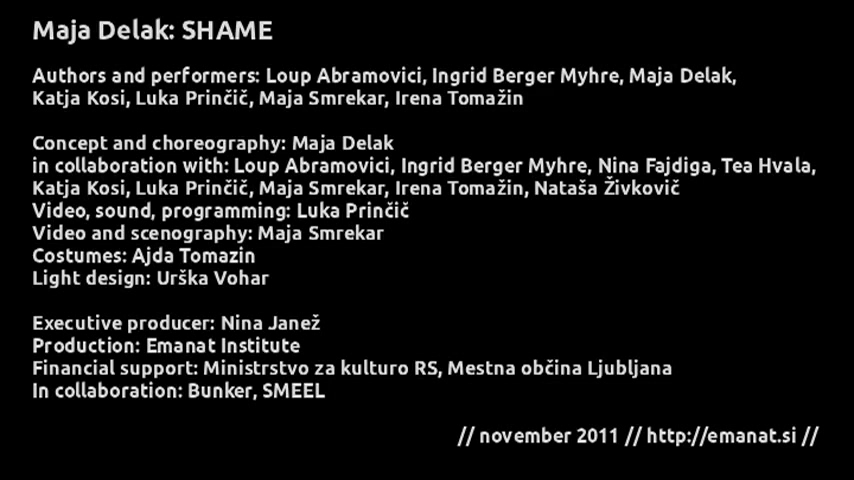 Maja Delak: SHAME
Authors and performers: Loup Abramovici, Ingrid Berger Myhre, Maja Delak,
Katja Kosi, Luka Prinčič, Maja Smrekar, Irena Tomažin
Concept and choreography: Maja Delak
in collaboration with: Loup Abramovici, Ingrid Berger Myhre, Nina Fajdiga, Tea Hvala,
Katja Kosi, Luka Prinčič, Maja Smrekar, Irena Tomažin, Nataša Živkovič
Video, sound, programming: Luka Prinčič
Video and scenography: Maja Smrekar
Costumes: Ajda Tomazin
Light design: Urška Vohar
Executive producer: Nina Janež
Production: Emanat Institute
Financial support: Ministrstvo za kulturo RS, Mestna občina Ljubljana
In collaboration: Bunker, SMEEL
// november 2011 // http://emanat.si //